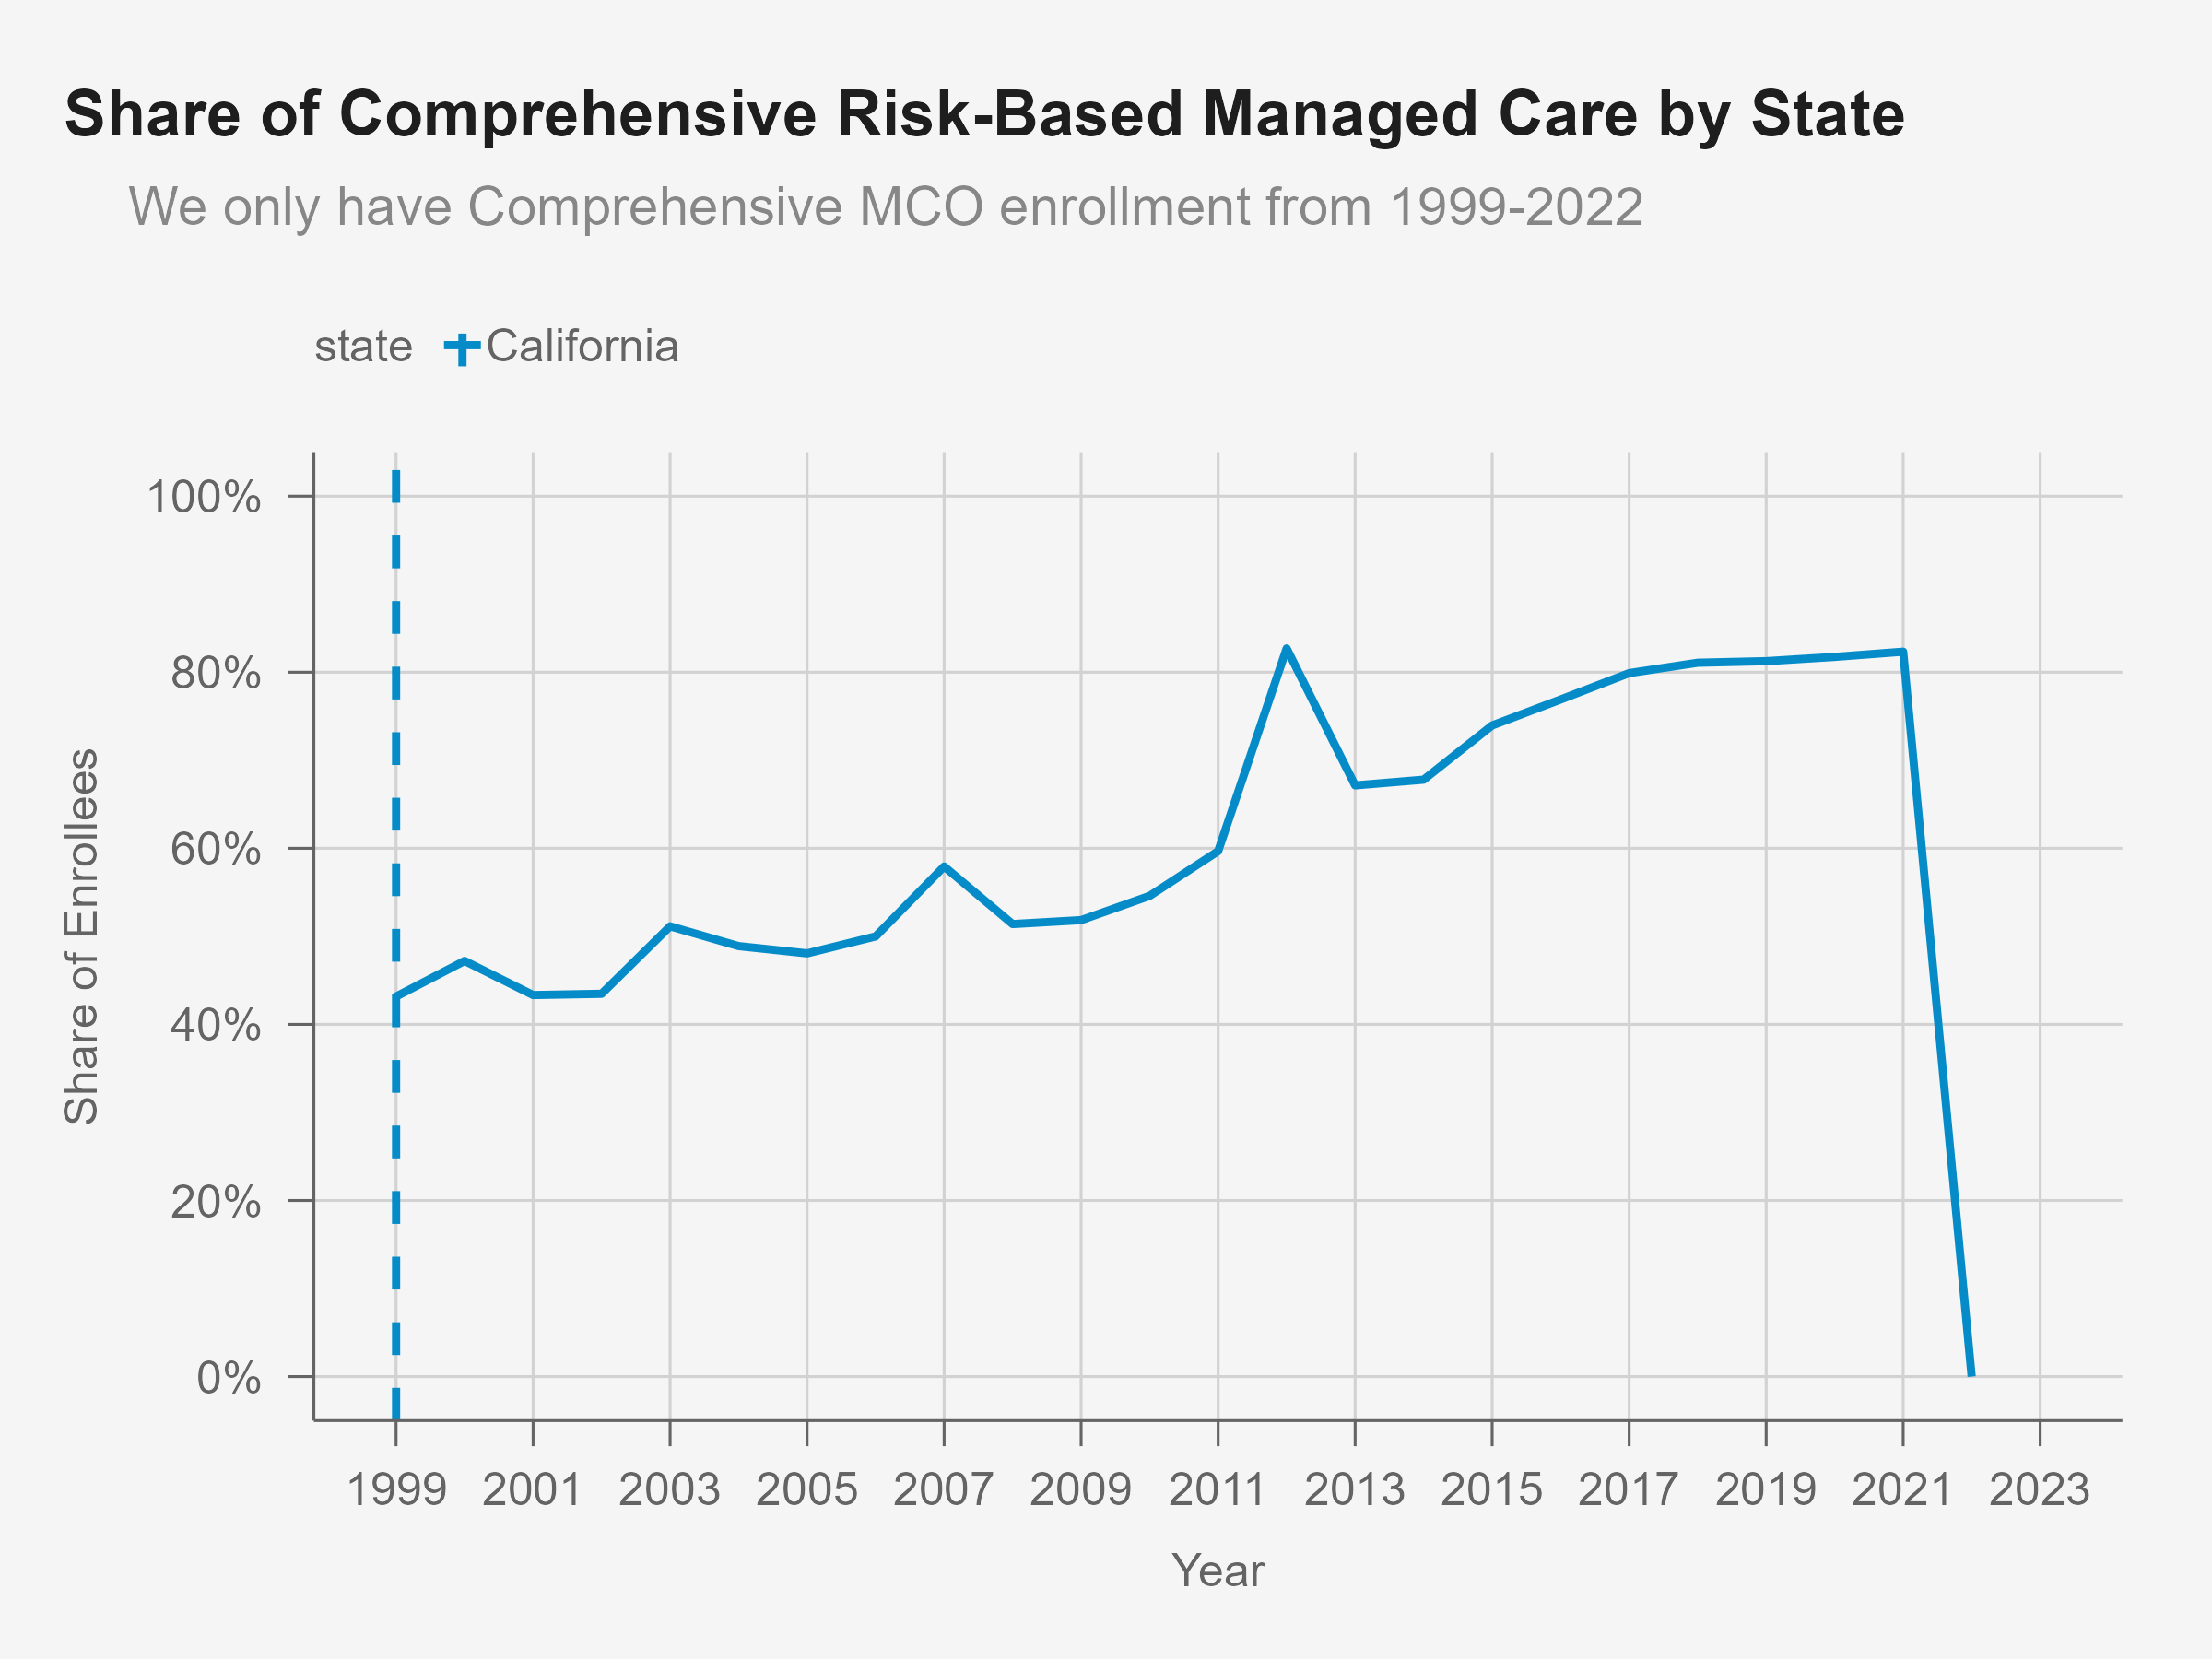 Share of Comprehensive Risk-Based Managed Care by State
We only have Comprehensive MCO enrollment from 1999-2022
state California
100%
80%
60%
40%
20%
0%
Share of Enrollees
1999 2001 2003 2005 2007 2009 2011 2013 2015 2017 2019 2021 2023
Year